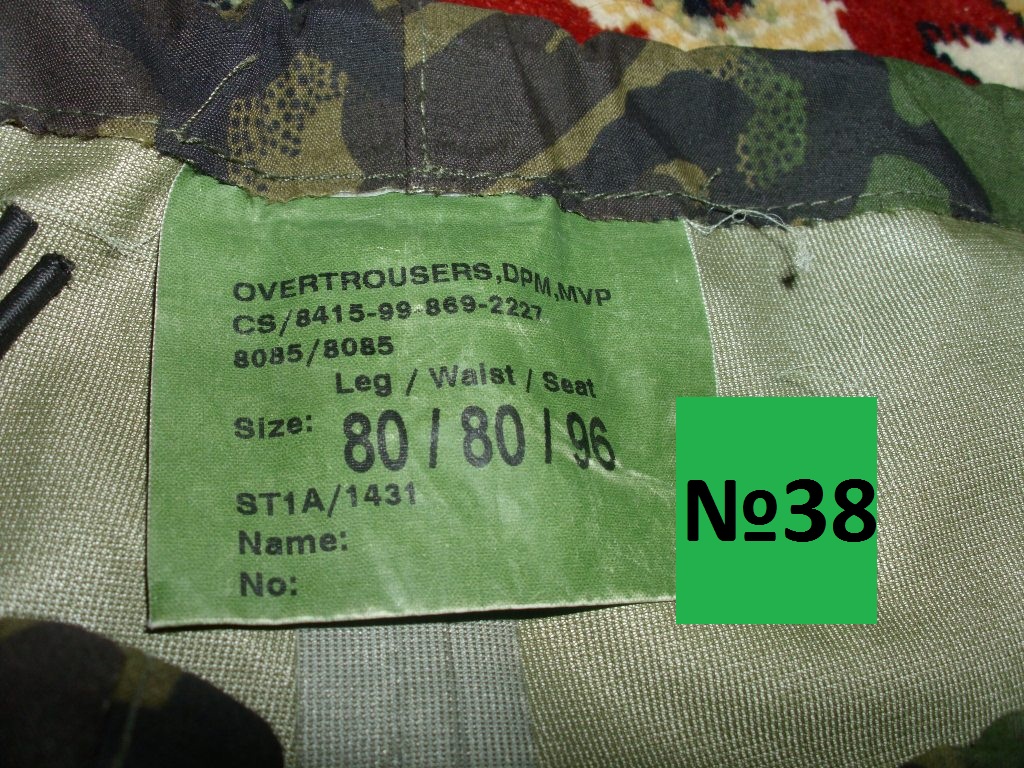 OVERTROUSERS,DPM,MVP
CS/8415-99-869-2227
8085/8085
Leg / Waist / Seat
Size: 80 / 80 / 96
ST1A/1431
Name:
No:
№38